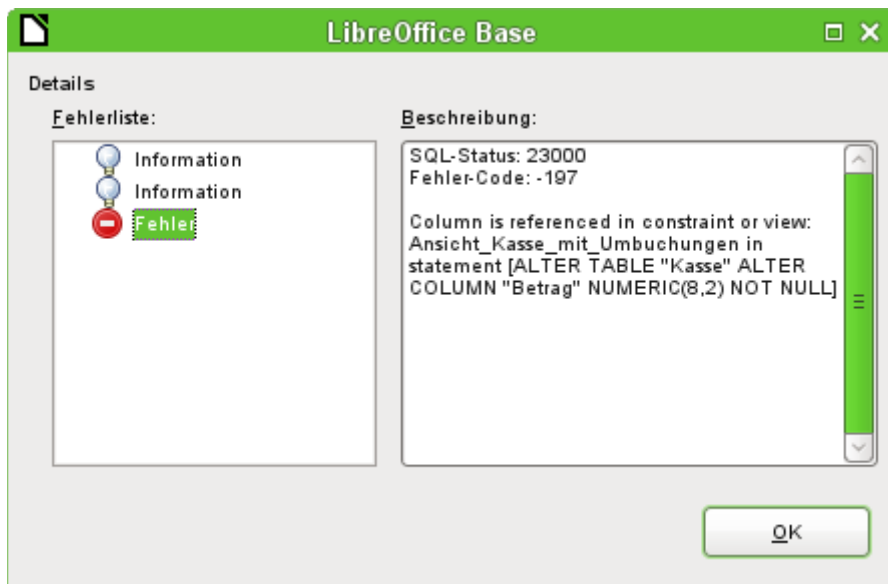 LibreOffice Base
Details
Fehlerliste:
Beschreibung:
Information
Information
Fehler
SQL-Status: 23000
Fehler-Code: -197
Column is referenced in constraint or view:
Ansicht_Kasse_mit_Umbuchungen in
statement [ALTER TABLE "Kasse" ALTER
COLUMN "Betrag" NUMERIC(8,2) NOT NULL]
OK